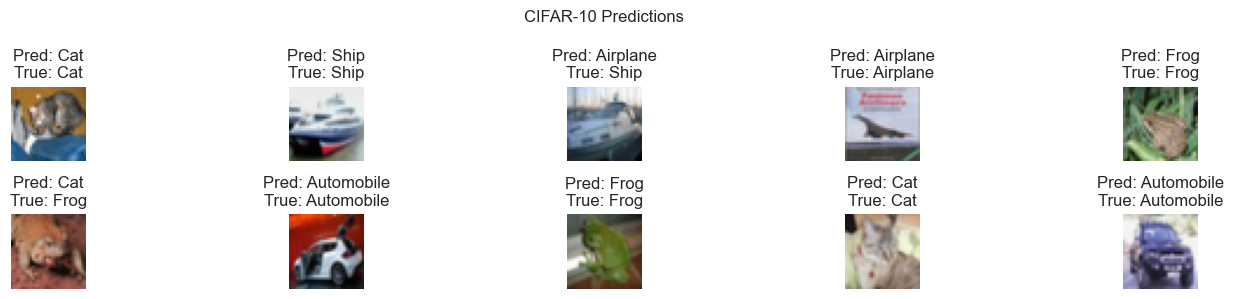 CIFAR-10 Predictions
Pred: Cat
True: Cat
Pred: Ship
True: Ship
Pred: Airplane
True: Ship
Pred: Airplane
True: Airplane
Pred: Frog
True: Frog
Pred: Cat
True: Frog
Pred: Automobile
True: Automobile
Pred: Frog
True: Frog
Pred: Cat
True: Cat
Pred: Automobile
True: Automobile